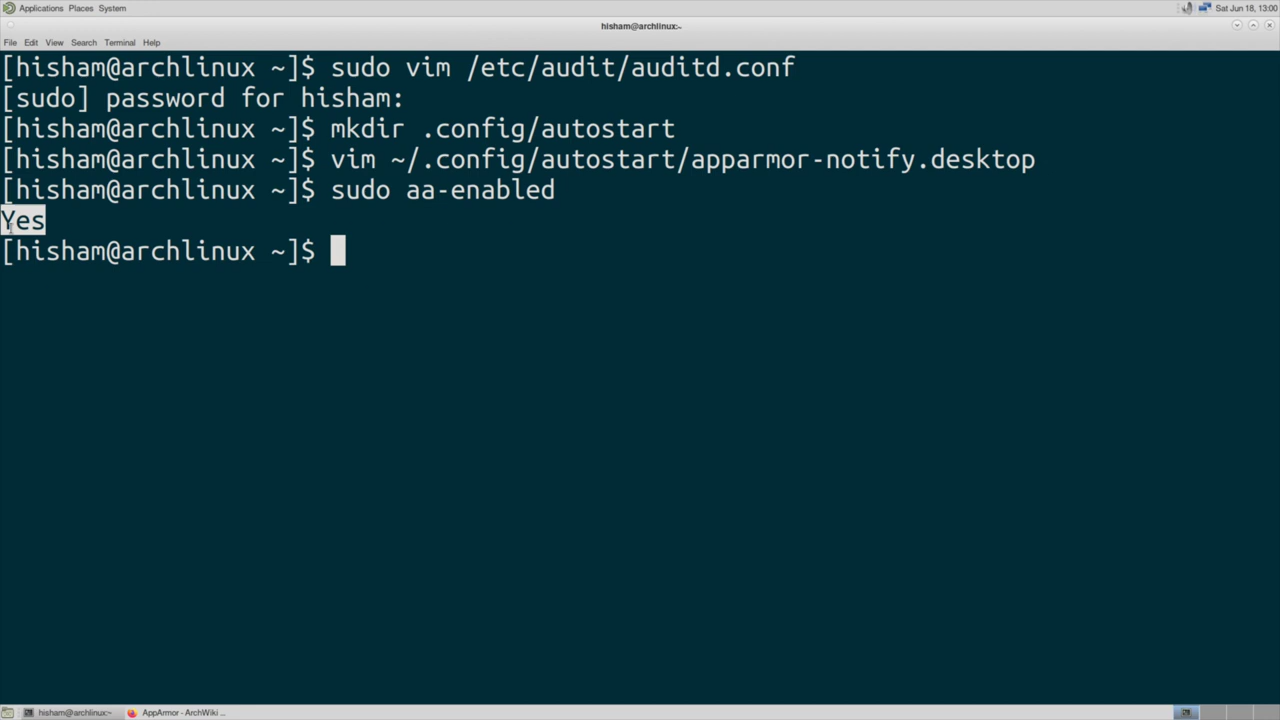 Applications Places System Sat Jun 18, 13:00
hisham@archlinux:~
File Edit View Search Terminal Help
[hisham@archlinux ~]$ sudo vim /etc/audit/auditd.conf
[sudo] password for hisham:
[hisham@archlinux ~]$ mkdir .config/autostart
[hisham@archlinux ~]$ vim ~/.config/autostart/apparmor-notify.desktop
[hisham@archlinux ~]$ sudo aa-enabled
Yes
[hisham@archlinux ~]$
hisham@archlinux:~ AppArmor - ArchWiki ...